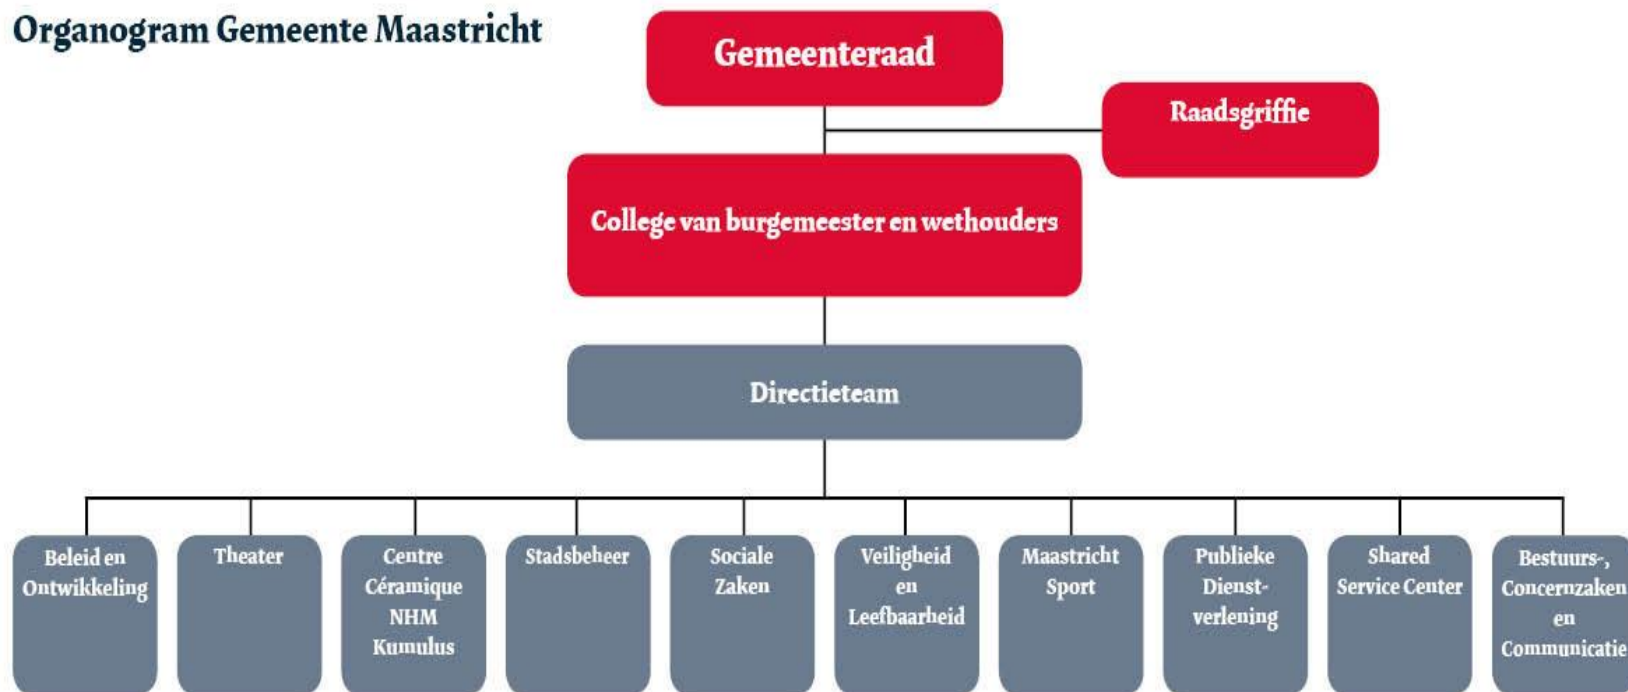 Organogram Gemeente Maastricht
Gemeenteraad
Raadsgriffie
College van burgemeester en wethouders
Directieteam
Beleid en
Ontwikkeling
Theater
Centre
Céramique
NHM
Kumulus
Stadsbeheer
Sociale
Zaken
Veiligheid
en
Leefbaarheid
Maastricht
Sport
Publieke
Dienst-
verlening
Shared
Service Center
Bestuurs-,
Concernzaken
en
Communicatie